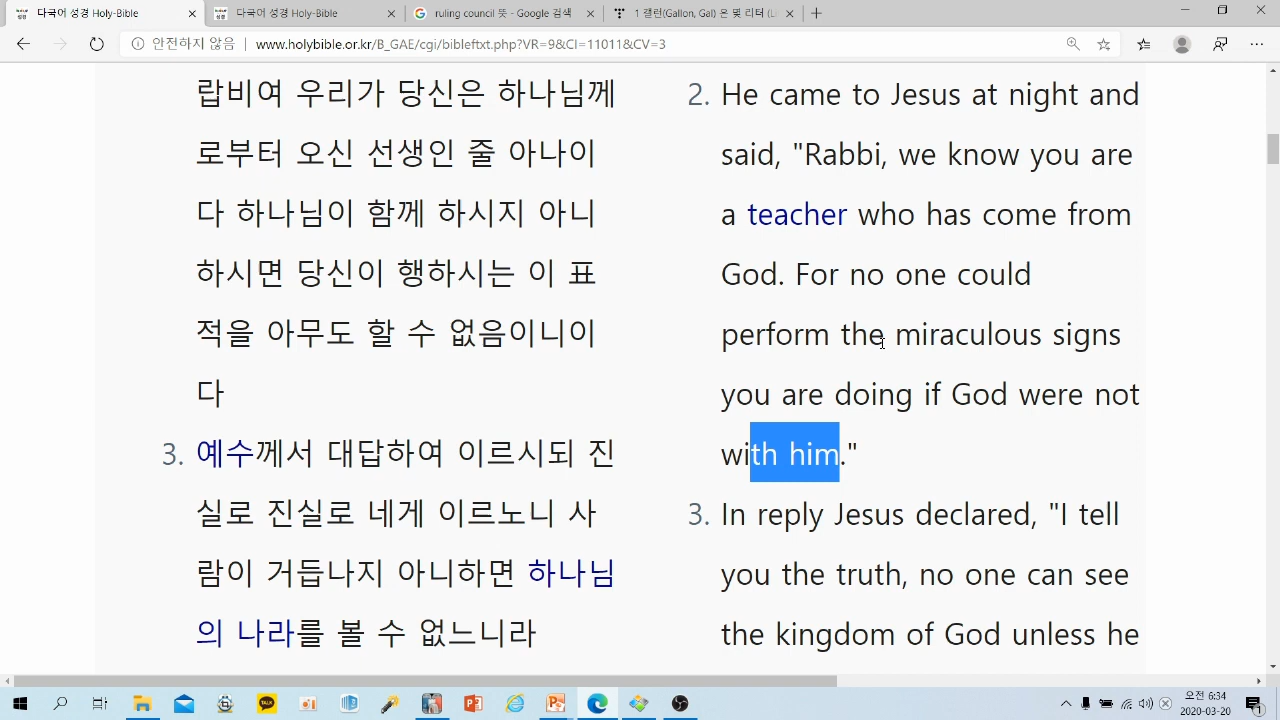 다국어 성경 Holy-Bible
다국어 성경 Holy-Bible
ruling council 뜻 - Google 검색
1 갤런(Gallon, Gal) 은 몇 리터 (Li
안전하지 않음
www.holybible.or.kr/B_GAE/cgi/bibleftxt.php?VR=9&CI=11011&CV=3
랍비여 우리가 당신은 하나님께
로부터 오신 선생인 줄 아나이
다 하나님이 함께 하시지 아니
하시면 당신이 행하시는 이 표
적을 아무도 할 수 없음이니이
다
3. 예수께서 대답하여 이르시되 진
실로 진실로 네게 이르노니 사
람이 거듭나지 아니하면 하나님
의 나라를 볼 수 없느니라
2. He came to Jesus at night and
said, "Rabbi, we know you are
a teacher who has come from
God. For no one could
perform the miraculous signs
you are doing if God were not
with him."
3. In reply Jesus declared, "I tell
you the truth, no one can see
the kingdom of God unless he
오전 6:34
2020-03-20